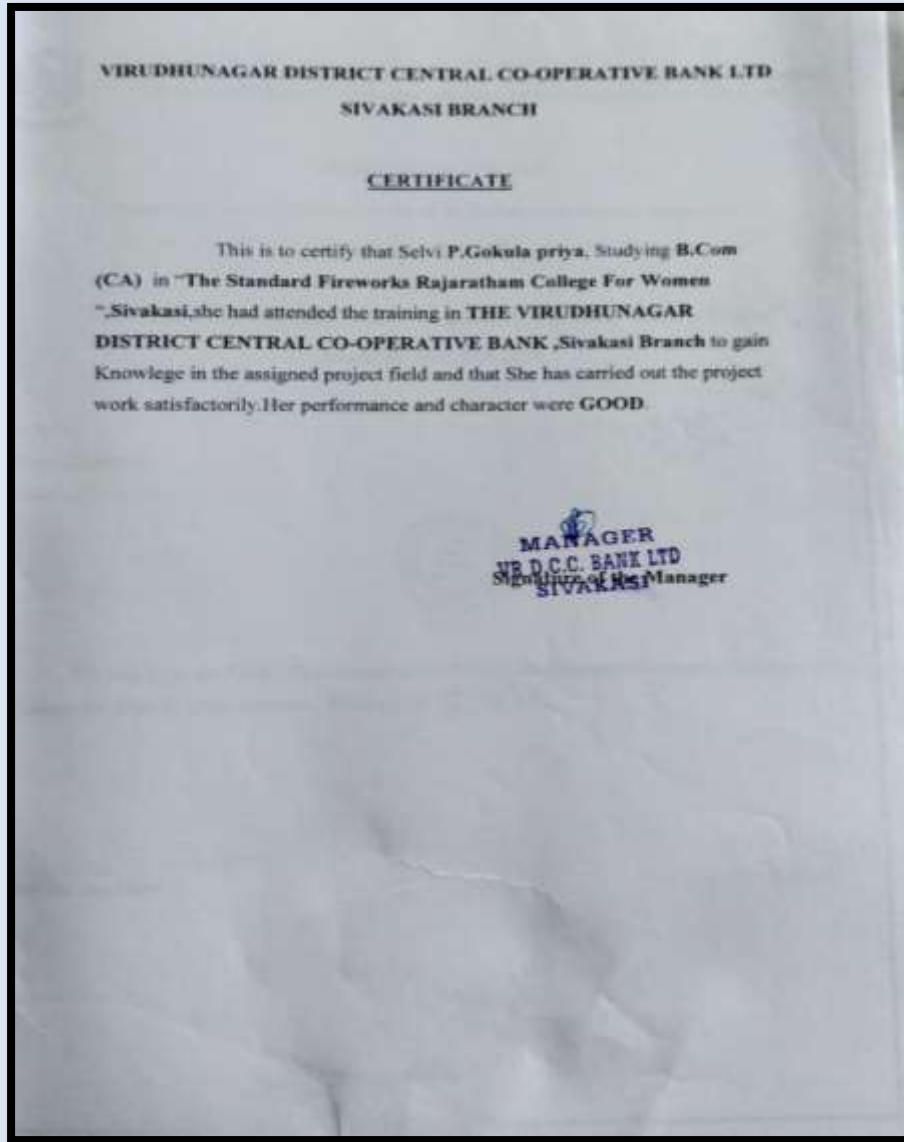 VIRUDHUNAGAR DISTRICT CENTRAL CO-OPERATIVE BANK LTD
SIVAKASI BRANCH
CERTIFICATE
This is to certify that Selvi P.Gokula priya. Studying B.Com
(CA) in "The Standard Fireworks Rajaratham College For Women
",Sivakasi,she had attended the training in THE VIRUDHUNAGAR
DISTRICT CENTRAL CO-OPERATIVE BANK ,Sivakasi Branch to gain
Knowlege in the assigned project field and that She has carried out the project
work satisfactorily.Her performance and character were GOOD.
MANAGER
D.C.C. BANK LTD
Signature of the Manager
SIVAKASI